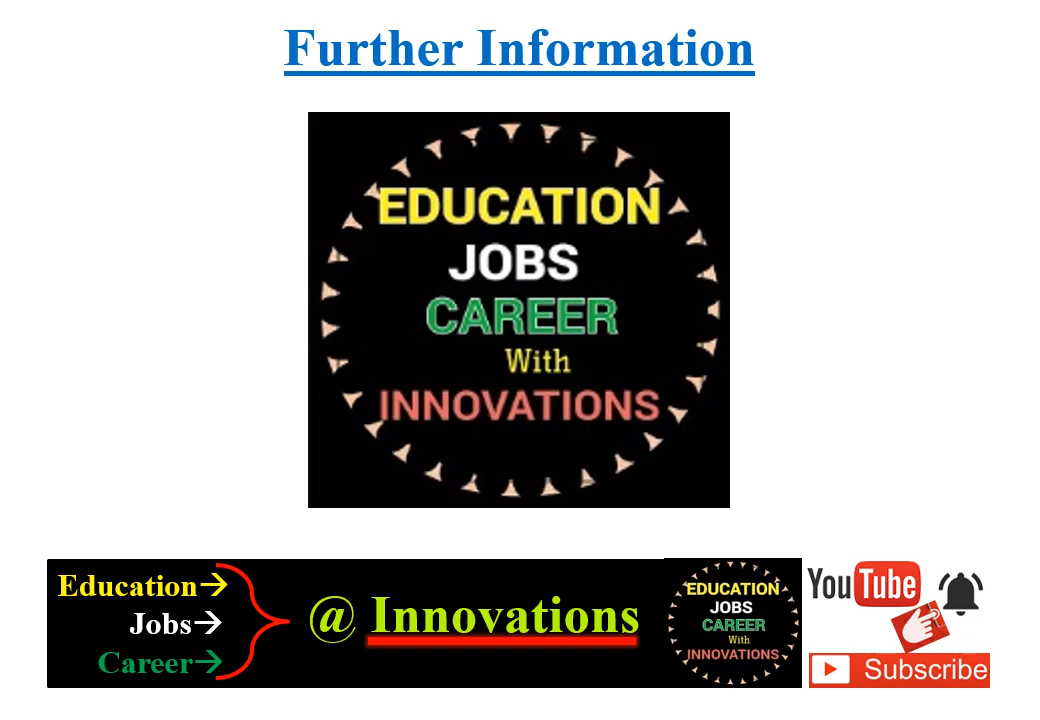 Further Information
EDUCATION
JOBS
CAREER
With
INNOVATIONS
Education→
Jobs→
Career→
@ Innovations
EDUCATION
JOBS
CAREER
With
INNOVATIONS
YouTube
Subscribe